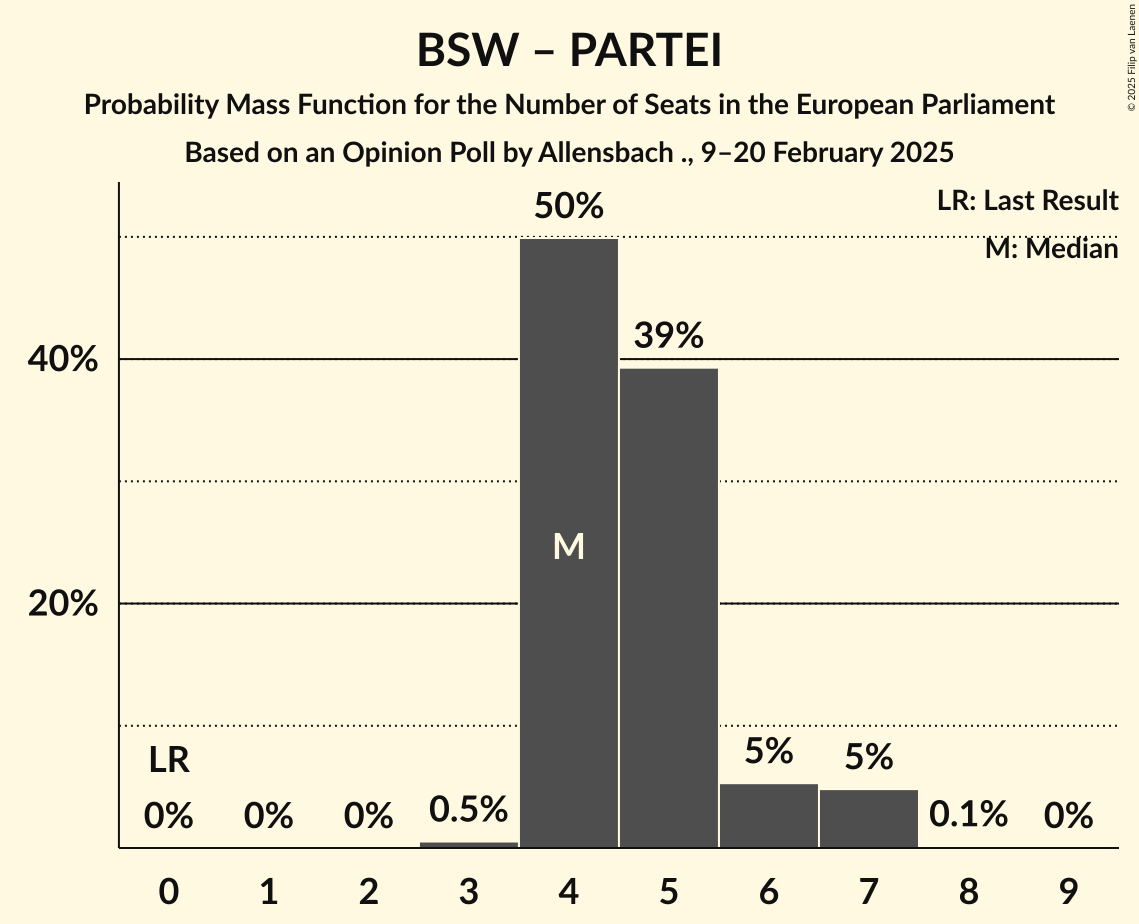 BSW – PARTEI
Probability Mass Function for the Number of Seats in the European Parliament
Based on an Opinion Poll by Allensbach ., 9–20 February 2025
© 2025 Filip van Laenen
LR: Last Result
M: Median
50%
39%
40%
M
20%
LR
0%
0%
0%
0.5%
5%
5%
0.1%
0%
0
1
2
3
4
5
6
7
8
9